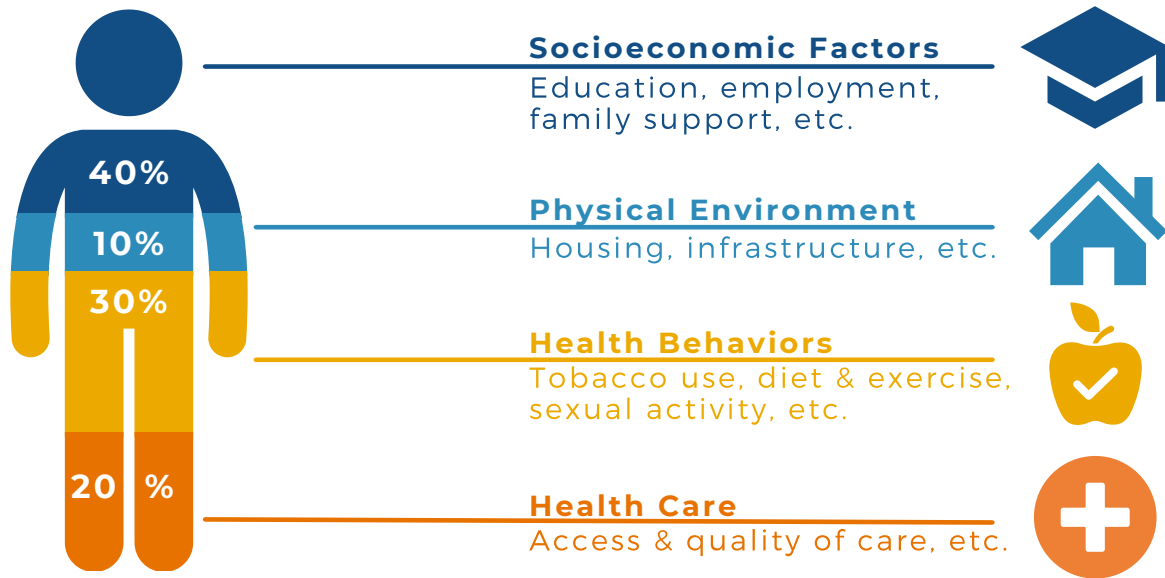 Socioeconomic Factors
Education, employment,
family support, etc.
40%
Physical Environment
10%
Housing, infrastructure, etc.
30%
Health Behaviors
Tobacco use, diet & exercise,
sexual activity, etc.
20 %
Health Care
Access & quality of care, etc.